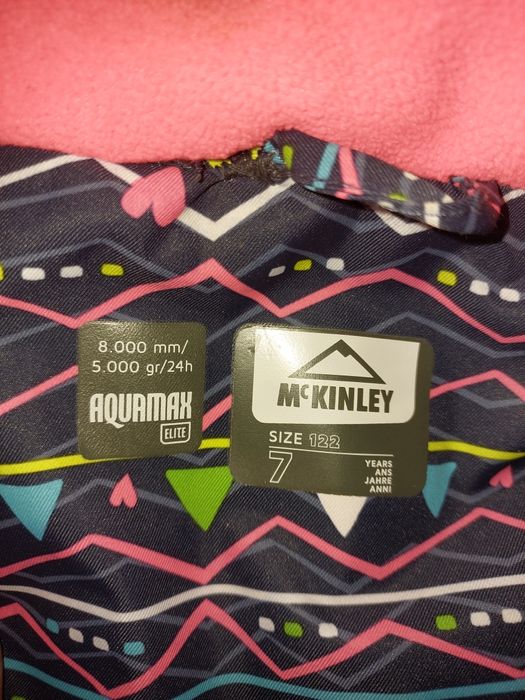 8.000 mm/
5.000 gr/24h
AQUAMAX
ELITE
McKINLEY
SIZE 122
7
YEARS
ANS
JAHRE
ANNI